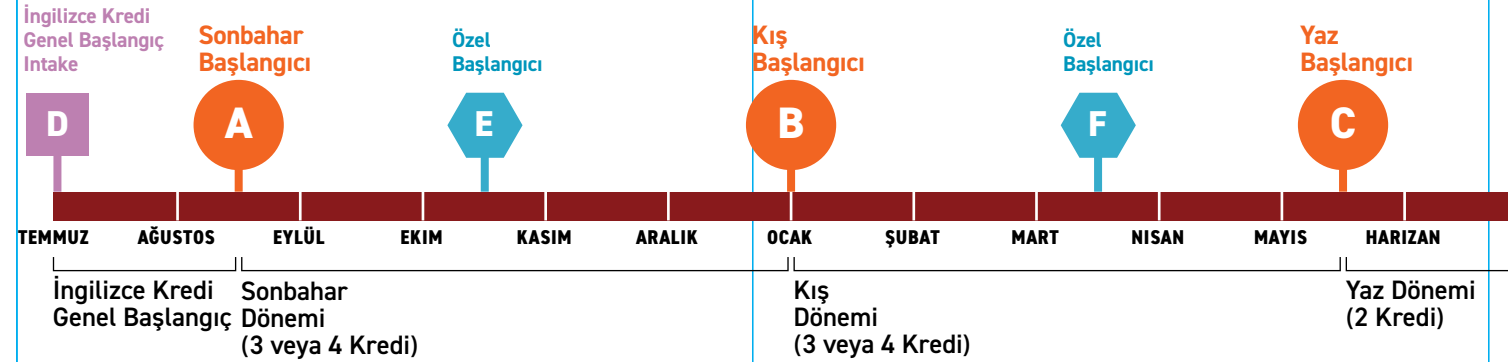 İngilizce Kredi
Genel Başlangıç
Intake
Sonbahar
Başlangıcı
Özel
Başlangıcı
Kış
Başlangıcı
Özel
Başlangıcı
Yaz
Başlangıcı
D
A
E
B
F
C
TEMMUZ
AĞUSTOS
EYLÜL
EKIM
KASIM
ARALIK
OCAK
ŞUBAT
MART
NISAN
MAYIS
HARIZAN
İngilizce Kredi
Genel Başlangıç
Sonbahar
Dönemi
(3 veya 4 Kredi)
Kış
Dönemi
(3 veya 4 Kredi)
Yaz Dönemi
(2 Kredi)